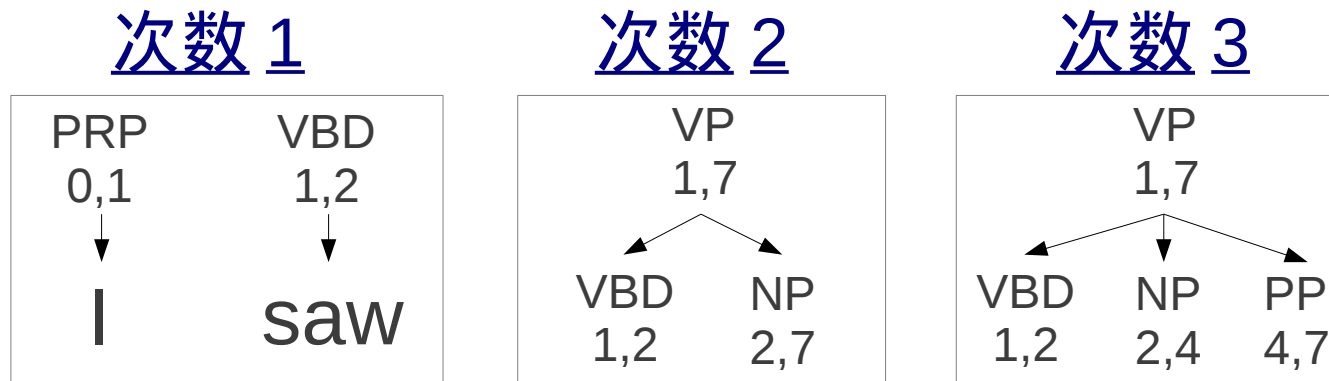 次数 1
PRP VBD
0,1 1,2
I saw
次数 2
VP
1,7
VBD NP
1,2 2,7
次数 3
VP
1,7
VBD NP PP
1,2 2,4 4,7